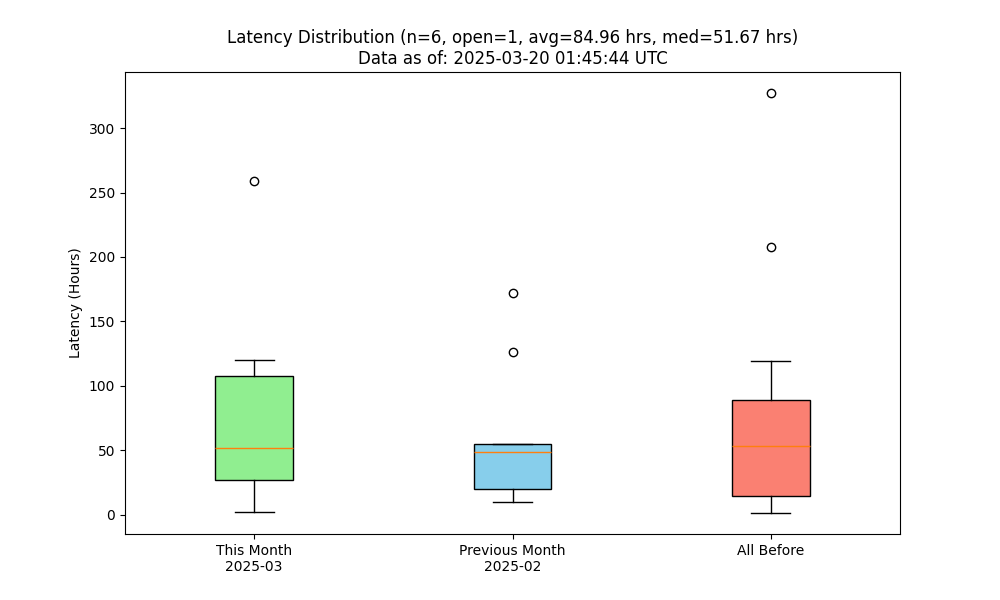 Latency Distribution (n=6, open=1, avg=84.96 hrs, med=51.67 hrs)
Data as of: 2025-03-20 01:45:44 UTC
Latency (Hours)
300
250
200
150
100
50
0
This Month
2025-03
Previous Month
2025-02
All Before